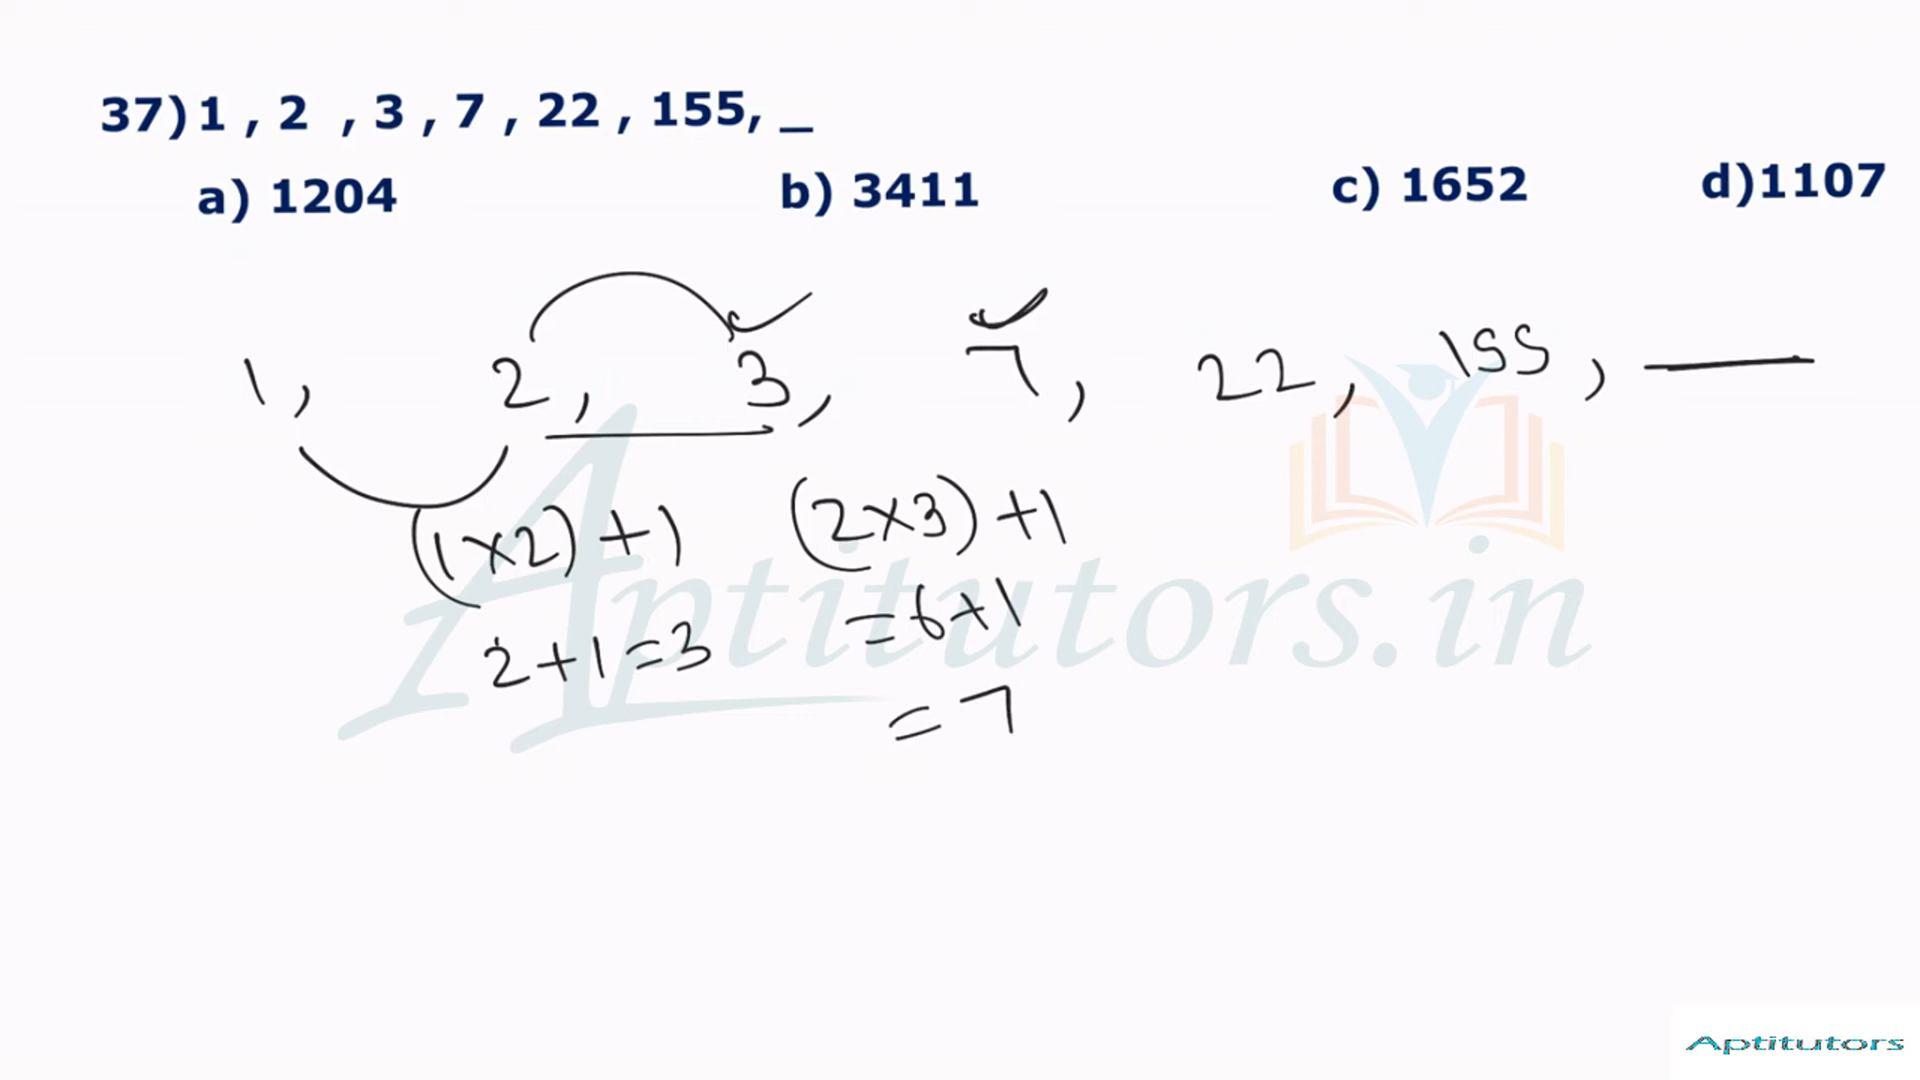 37) 1 , 2 , 3 , 7 , 22 , 155, _
a) 1204 b) 3411 c) 1652 d)1107
1, 2, 3, 7, 22, 155, ___
(1×2)+1 (2×3)+1
2+1=3 =6+1
=7
Aptitutors.in
Aptitutors